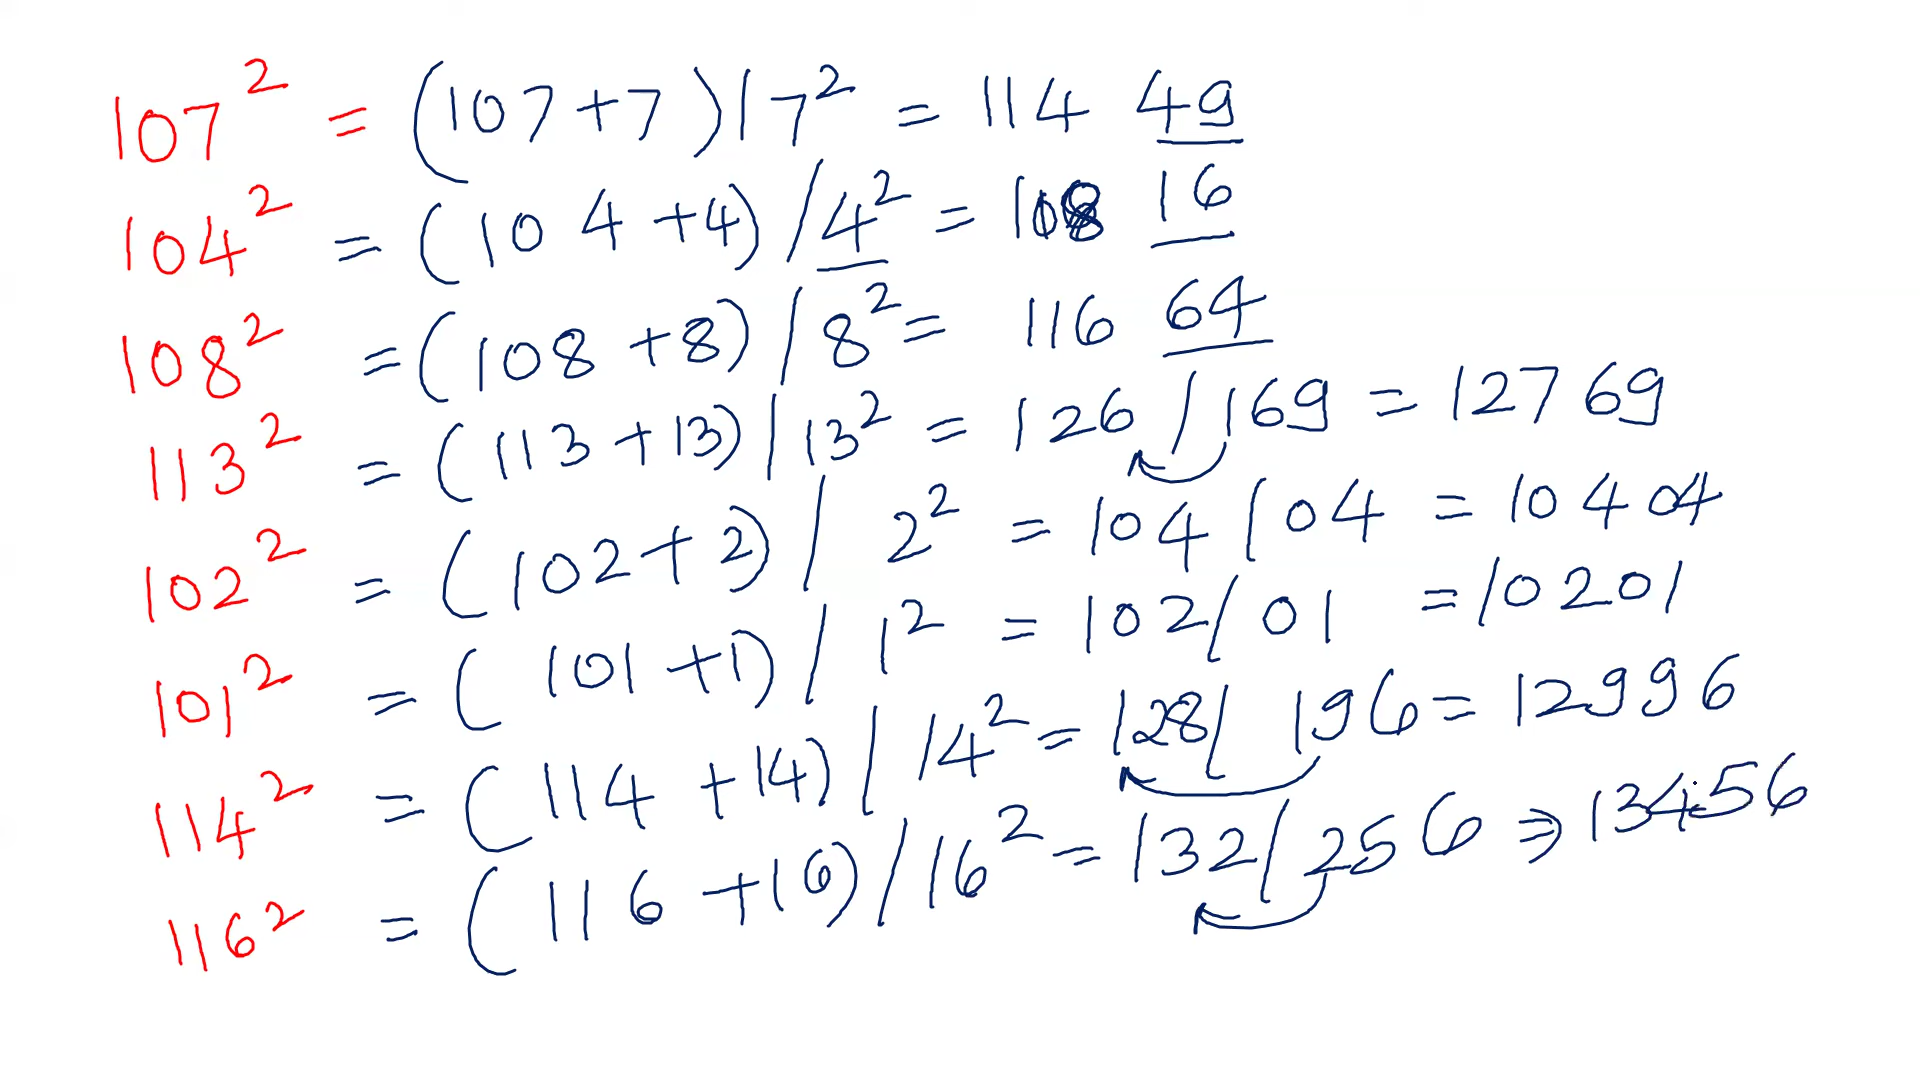 107² = (107+7)|7² = 114 49
104² = (104+4)/4² = 108 16
108² = (108+8)/8² = 116 64
113² = (113+13)|13² = 126/169 = 12769
102² = (102+2)/2² = 104/04 = 10404
101² = (101+1)/1² = 102/01 = 10201
114² = (114+14)/14² = 128/196 = 12996
116² = (116+16)/16² = 132/256 ⇒ 13456